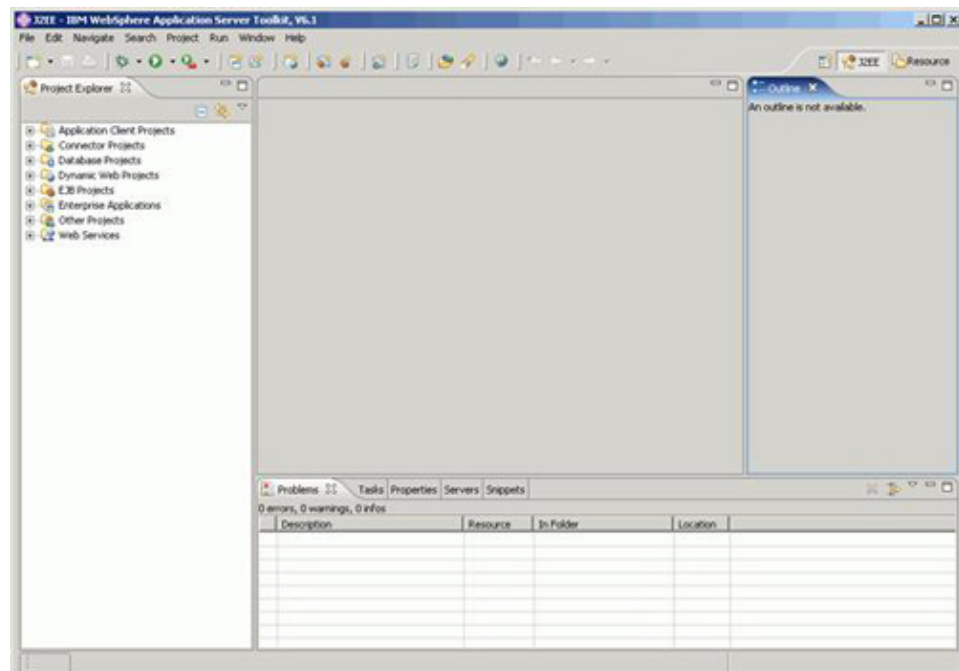 J2EE - IBM WebSphere Application Server Toolkit, V6.1
File Edit Navigate Search Project Run Window Help
J2EE Resource
Project Explorer
Outline
An outline is not available.
Application Client Projects
Connector Projects
Database Projects
Dynamic Web Projects
EJB Projects
Enterprise Applications
Other Projects
Web Services
Problems Tasks Properties Servers Snippets
0 errors, 0 warnings, 0 infos
Description Resource In Folder Location